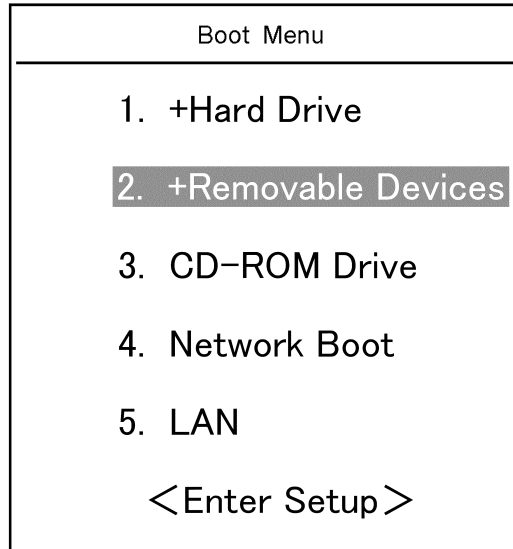 Boot Menu
1. +Hard Drive
2. +Removable Devices
3. CD-ROM Drive
4. Network Boot
5. LAN
<Enter Setup>